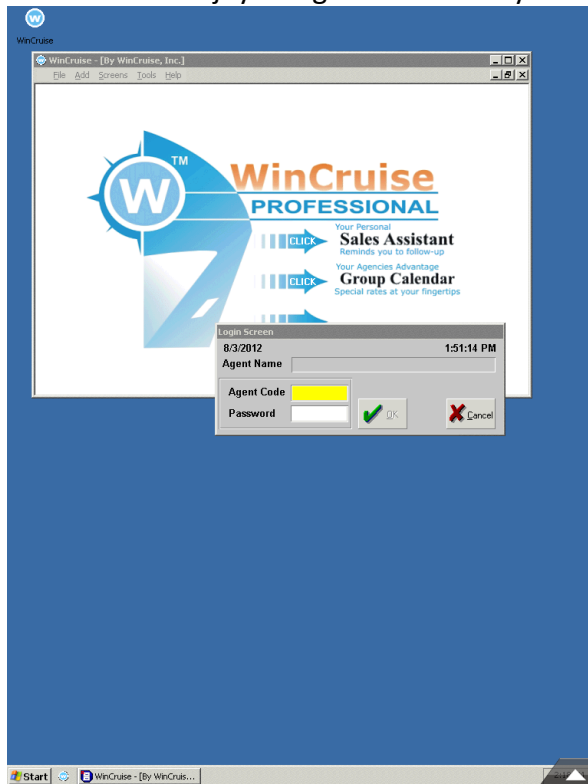 WinCruise
WinCruise - [By WinCruise, Inc.]
File Add Screens Tools Help
W
TM
WinCruise
PROFESSIONAL
Your Personal
CLICK Sales Assistant
Reminds you to follow-up
Your Agencies Advantage
CLICK Group Calendar
Special rates at your fingertips
Login Screen
8/3/2012 1:51:14 PM
Agent Name
Agent Code
Password
OK Cancel
Start WinCruise - [By WinCruis...